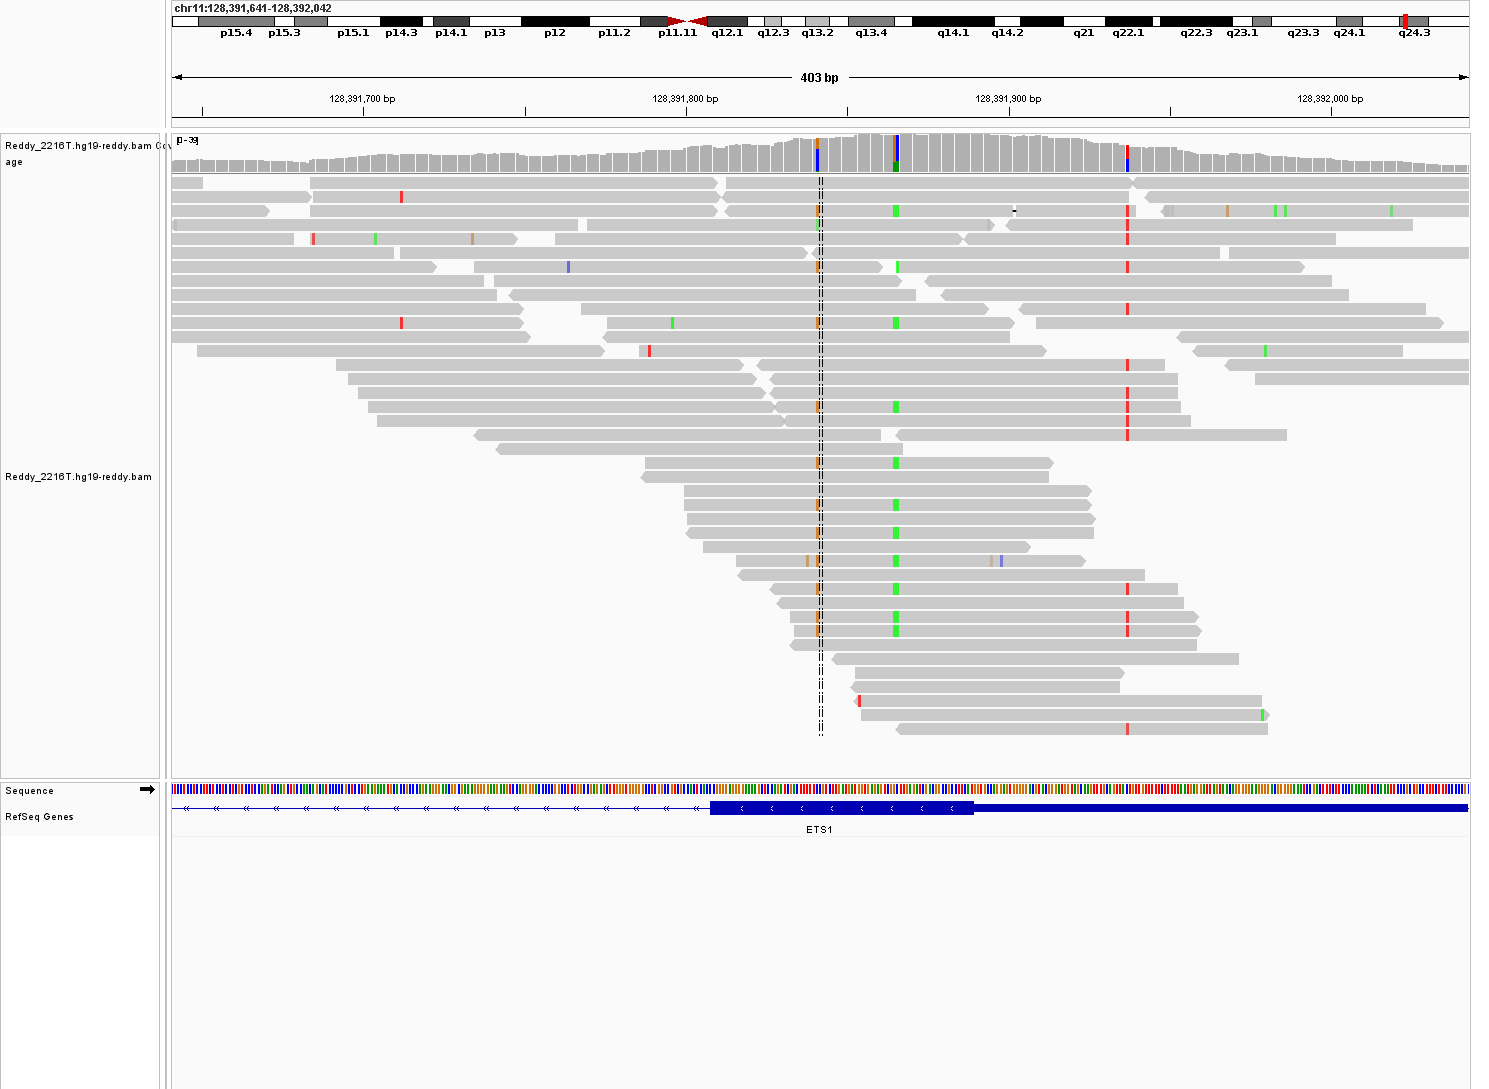 chr11:128,391,641-128,392,042
p15.4 p15.3 p15.1 p14.3 p14.1 p13 p12 p11.2 p11.11 q12.1 q12.3 q13.2 q13.4 q14.1 q14.2 q21 q22.1 q22.3 q23.1 q23.3 q24.1 q24.3
403 bp
128,391,700 bp 128,391,800 bp 128,391,900 bp 128,392,000 bp
[0-39]
Reddy_2216T.hg19-reddy.bam Cov
age
Reddy_2216T.hg19-reddy.bam
Sequence
RefSeq Genes
ETS1